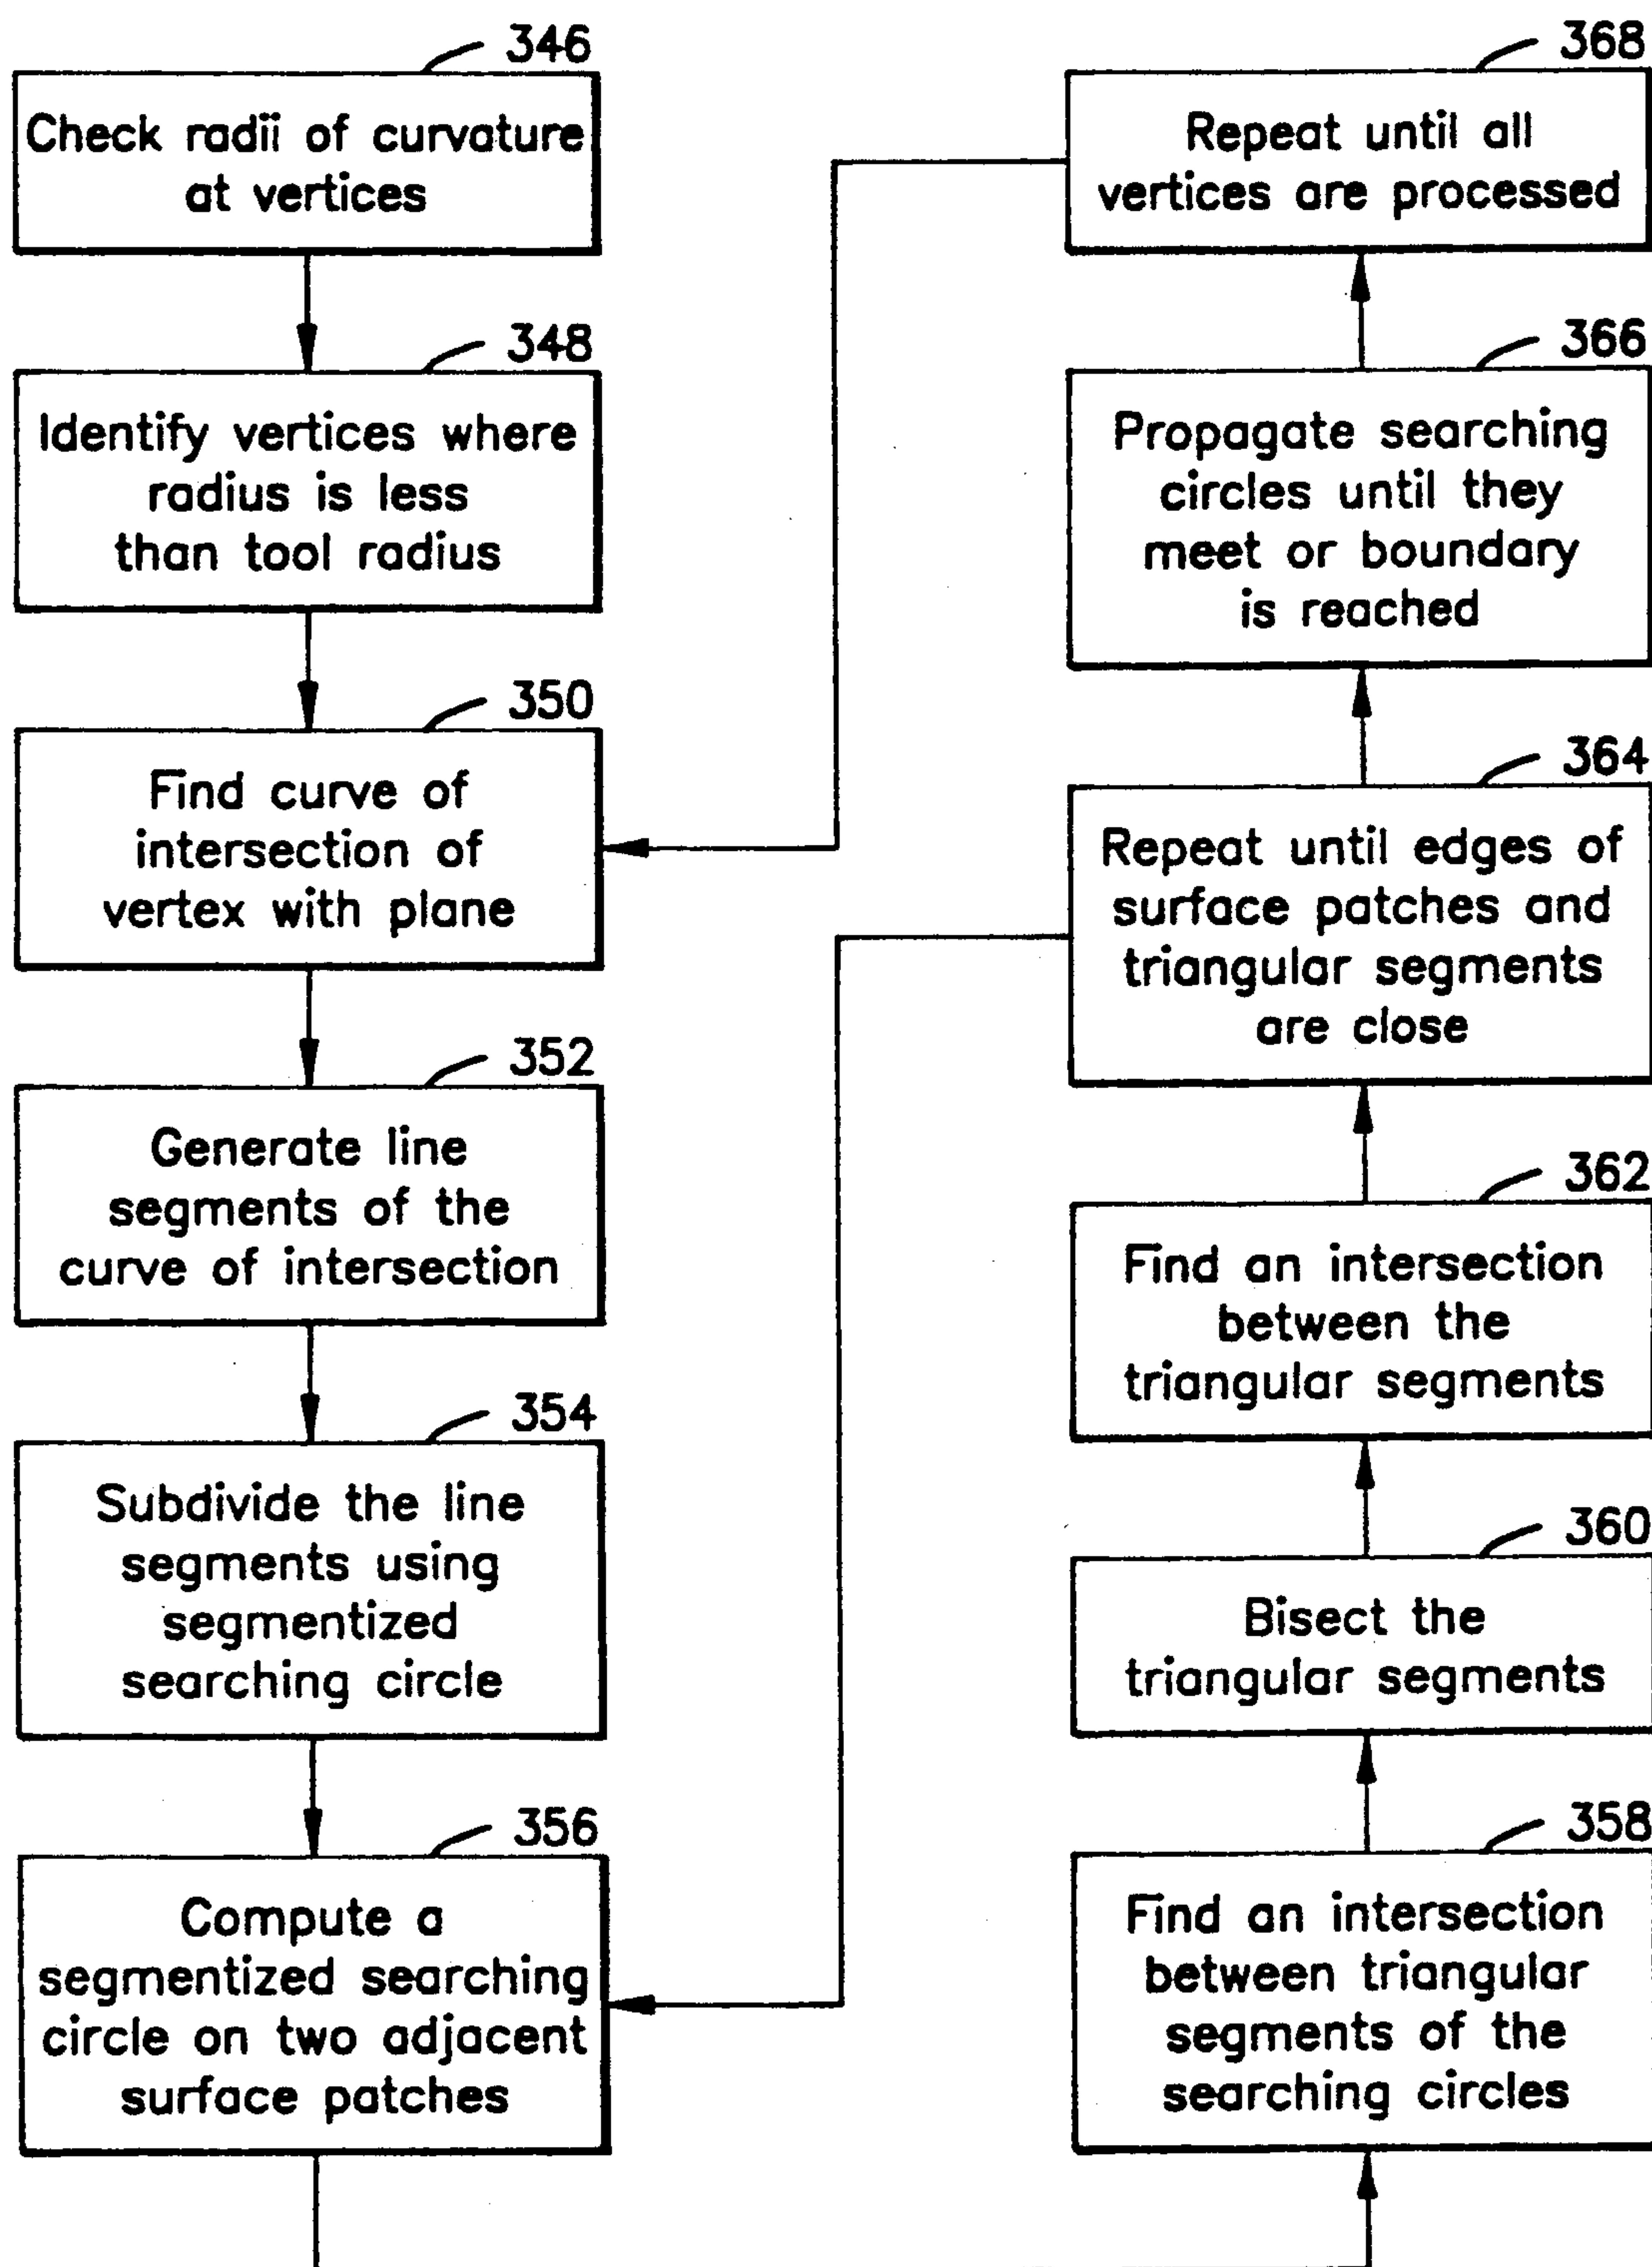 346
Check radii of curvature
at vertices
348
Identify vertices where
radius is less
than tool radius
350
Find curve of
intersection of
vertex with plane
352
Generate line
segments of the
curve of intersection
354
Subdivide the line
segments using
segmentized
searching circle
356
Compute a
segmentized searching
circle on two adjacent
surface patches
368
Repeat until all
vertices are processed
366
Propagate searching
circles until they
meet or boundary
is reached
364
Repeat until edges of
surface patches and
triangular segments
are close
362
Find an intersection
between the
triangular segments
360
Bisect the
triangular segments
358
Find an intersection
between triangular
segments of the
searching circles